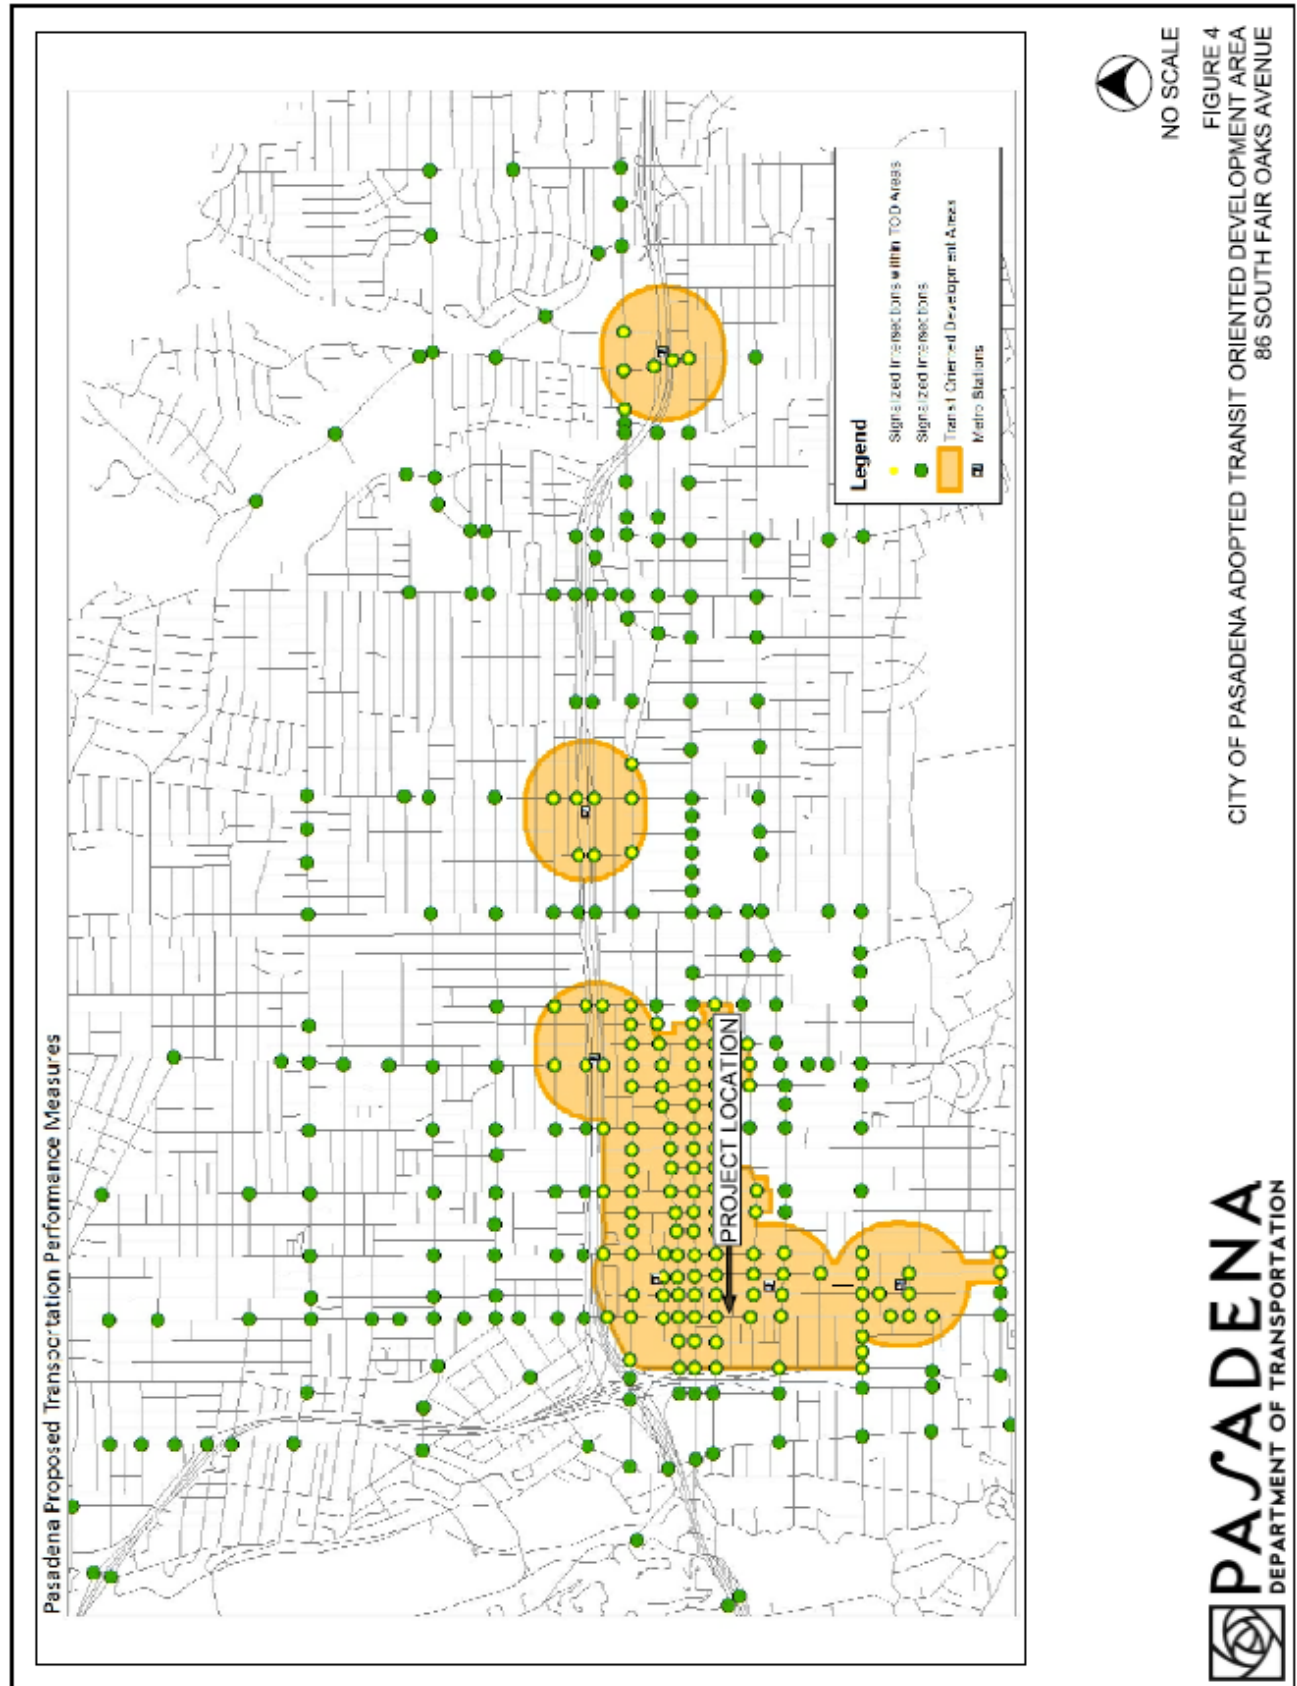 Pasadena Proposed Transportation Performance Measures
PROJECT LOCATION
Legend
Signalized Intersections within TOD Areas
Signalized Intersections
Transit Oriented Development Areas
Metro Stations
NO SCALE
FIGURE 4
CITY OF PASADENA ADOPTED TRANSIT ORIENTED DEVELOPMENT AREA
86 SOUTH FAIR OAKS AVENUE
PASADENA
DEPARTMENT OF TRANSPORTATION